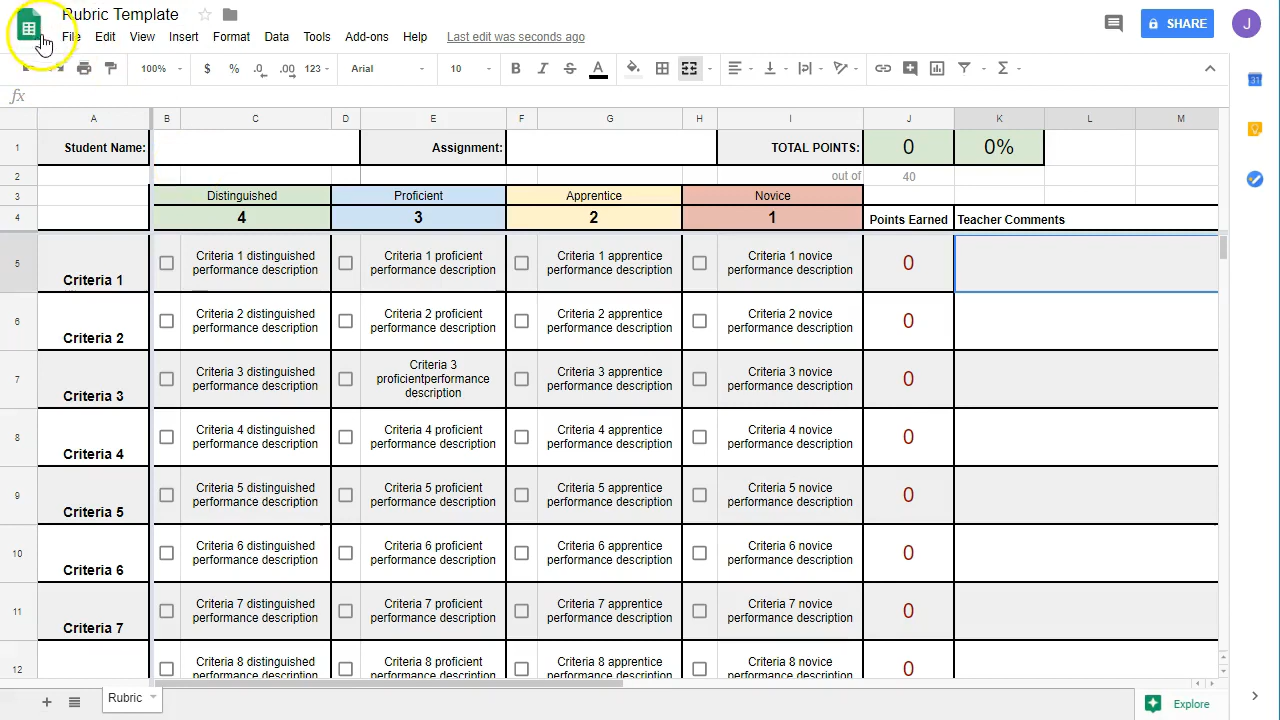 Rubric Template
File Edit View Insert Format Data Tools Add-ons Help Last edit was seconds ago
SHARE J
100% $ % .0 .00 123 Arial 10 B I S A Σ
fx
A B C D E F G H I J K L M
1 Student Name: Assignment: TOTAL POINTS: 0 0%
2 out of 40
3 Distinguished Proficient Apprentice Novice
4 4 3 2 1 Points Earned Teacher Comments
Criteria 1 distinguished Criteria 1 proficient Criteria 1 apprentice Criteria 1 novice
5 performance description performance description performance description performance description 0
Criteria 1
Criteria 2 distinguished Criteria 2 proficient Criteria 2 apprentice Criteria 2 novice
6 performance description performance description performance description performance description 0
Criteria 2
Criteria 3
Criteria 3 distinguished proficientperformance Criteria 3 apprentice Criteria 3 novice
7 performance description description performance description performance description 0
Criteria 3
Criteria 4 distinguished Criteria 4 proficient Criteria 4 apprentice Criteria 4 novice
8 performance description performance description performance description performance description 0
Criteria 4
Criteria 5 distinguished Criteria 5 proficient Criteria 5 apprentice Criteria 5 novice
9 performance description performance description performance description performance description 0
Criteria 5
Criteria 6 distinguished Criteria 6 proficient Criteria 6 apprentice Criteria 6 novice
10 performance description performance description performance description performance description 0
Criteria 6
Criteria 7 distinguished Criteria 7 proficient Criteria 7 apprentice Criteria 7 novice
11 performance description performance description performance description performance description 0
Criteria 7
Criteria 8 distinguished Criteria 8 proficient Criteria 8 apprentice Criteria 8 novice
12 performance description performance description performance description performance description 0
Rubric Explore